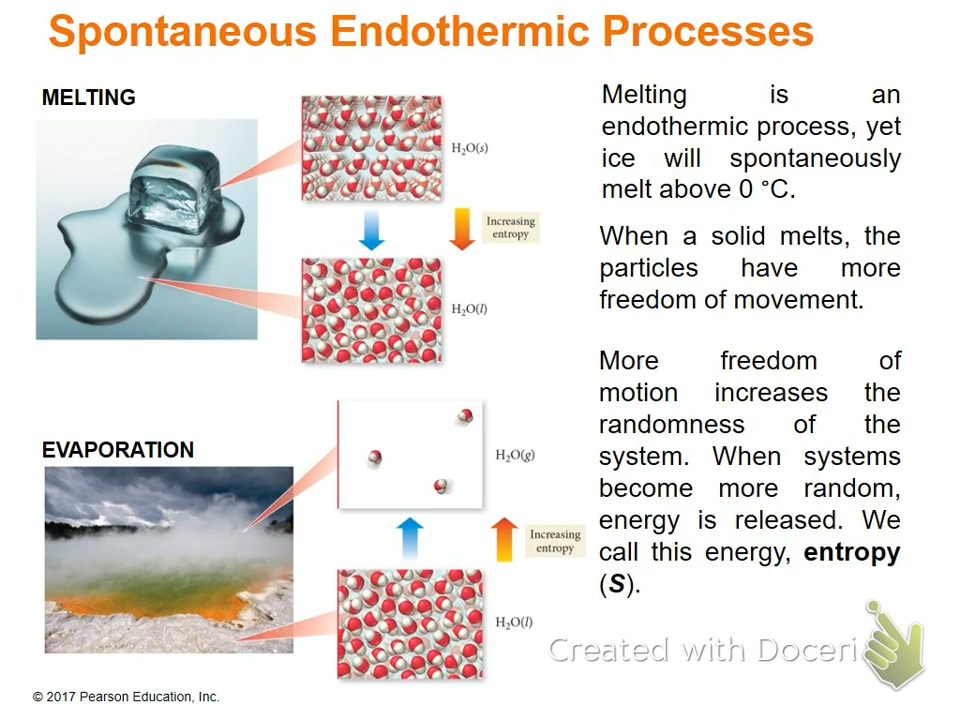 Spontaneous Endothermic Processes
MELTING
H₂O(s)
Increasing
entropy
H₂O(l)
Melting is an
endothermic process, yet
ice will spontaneously
melt above 0 °C.
When a solid melts, the
particles have more
freedom of movement.
More freedom of
motion increases the
randomness of the
system. When systems
become more random,
energy is released. We
call this energy, entropy
(S).
EVAPORATION
H₂O(g)
Increasing
entropy
H₂O(l)
Created with Doceri
© 2017 Pearson Education, Inc.